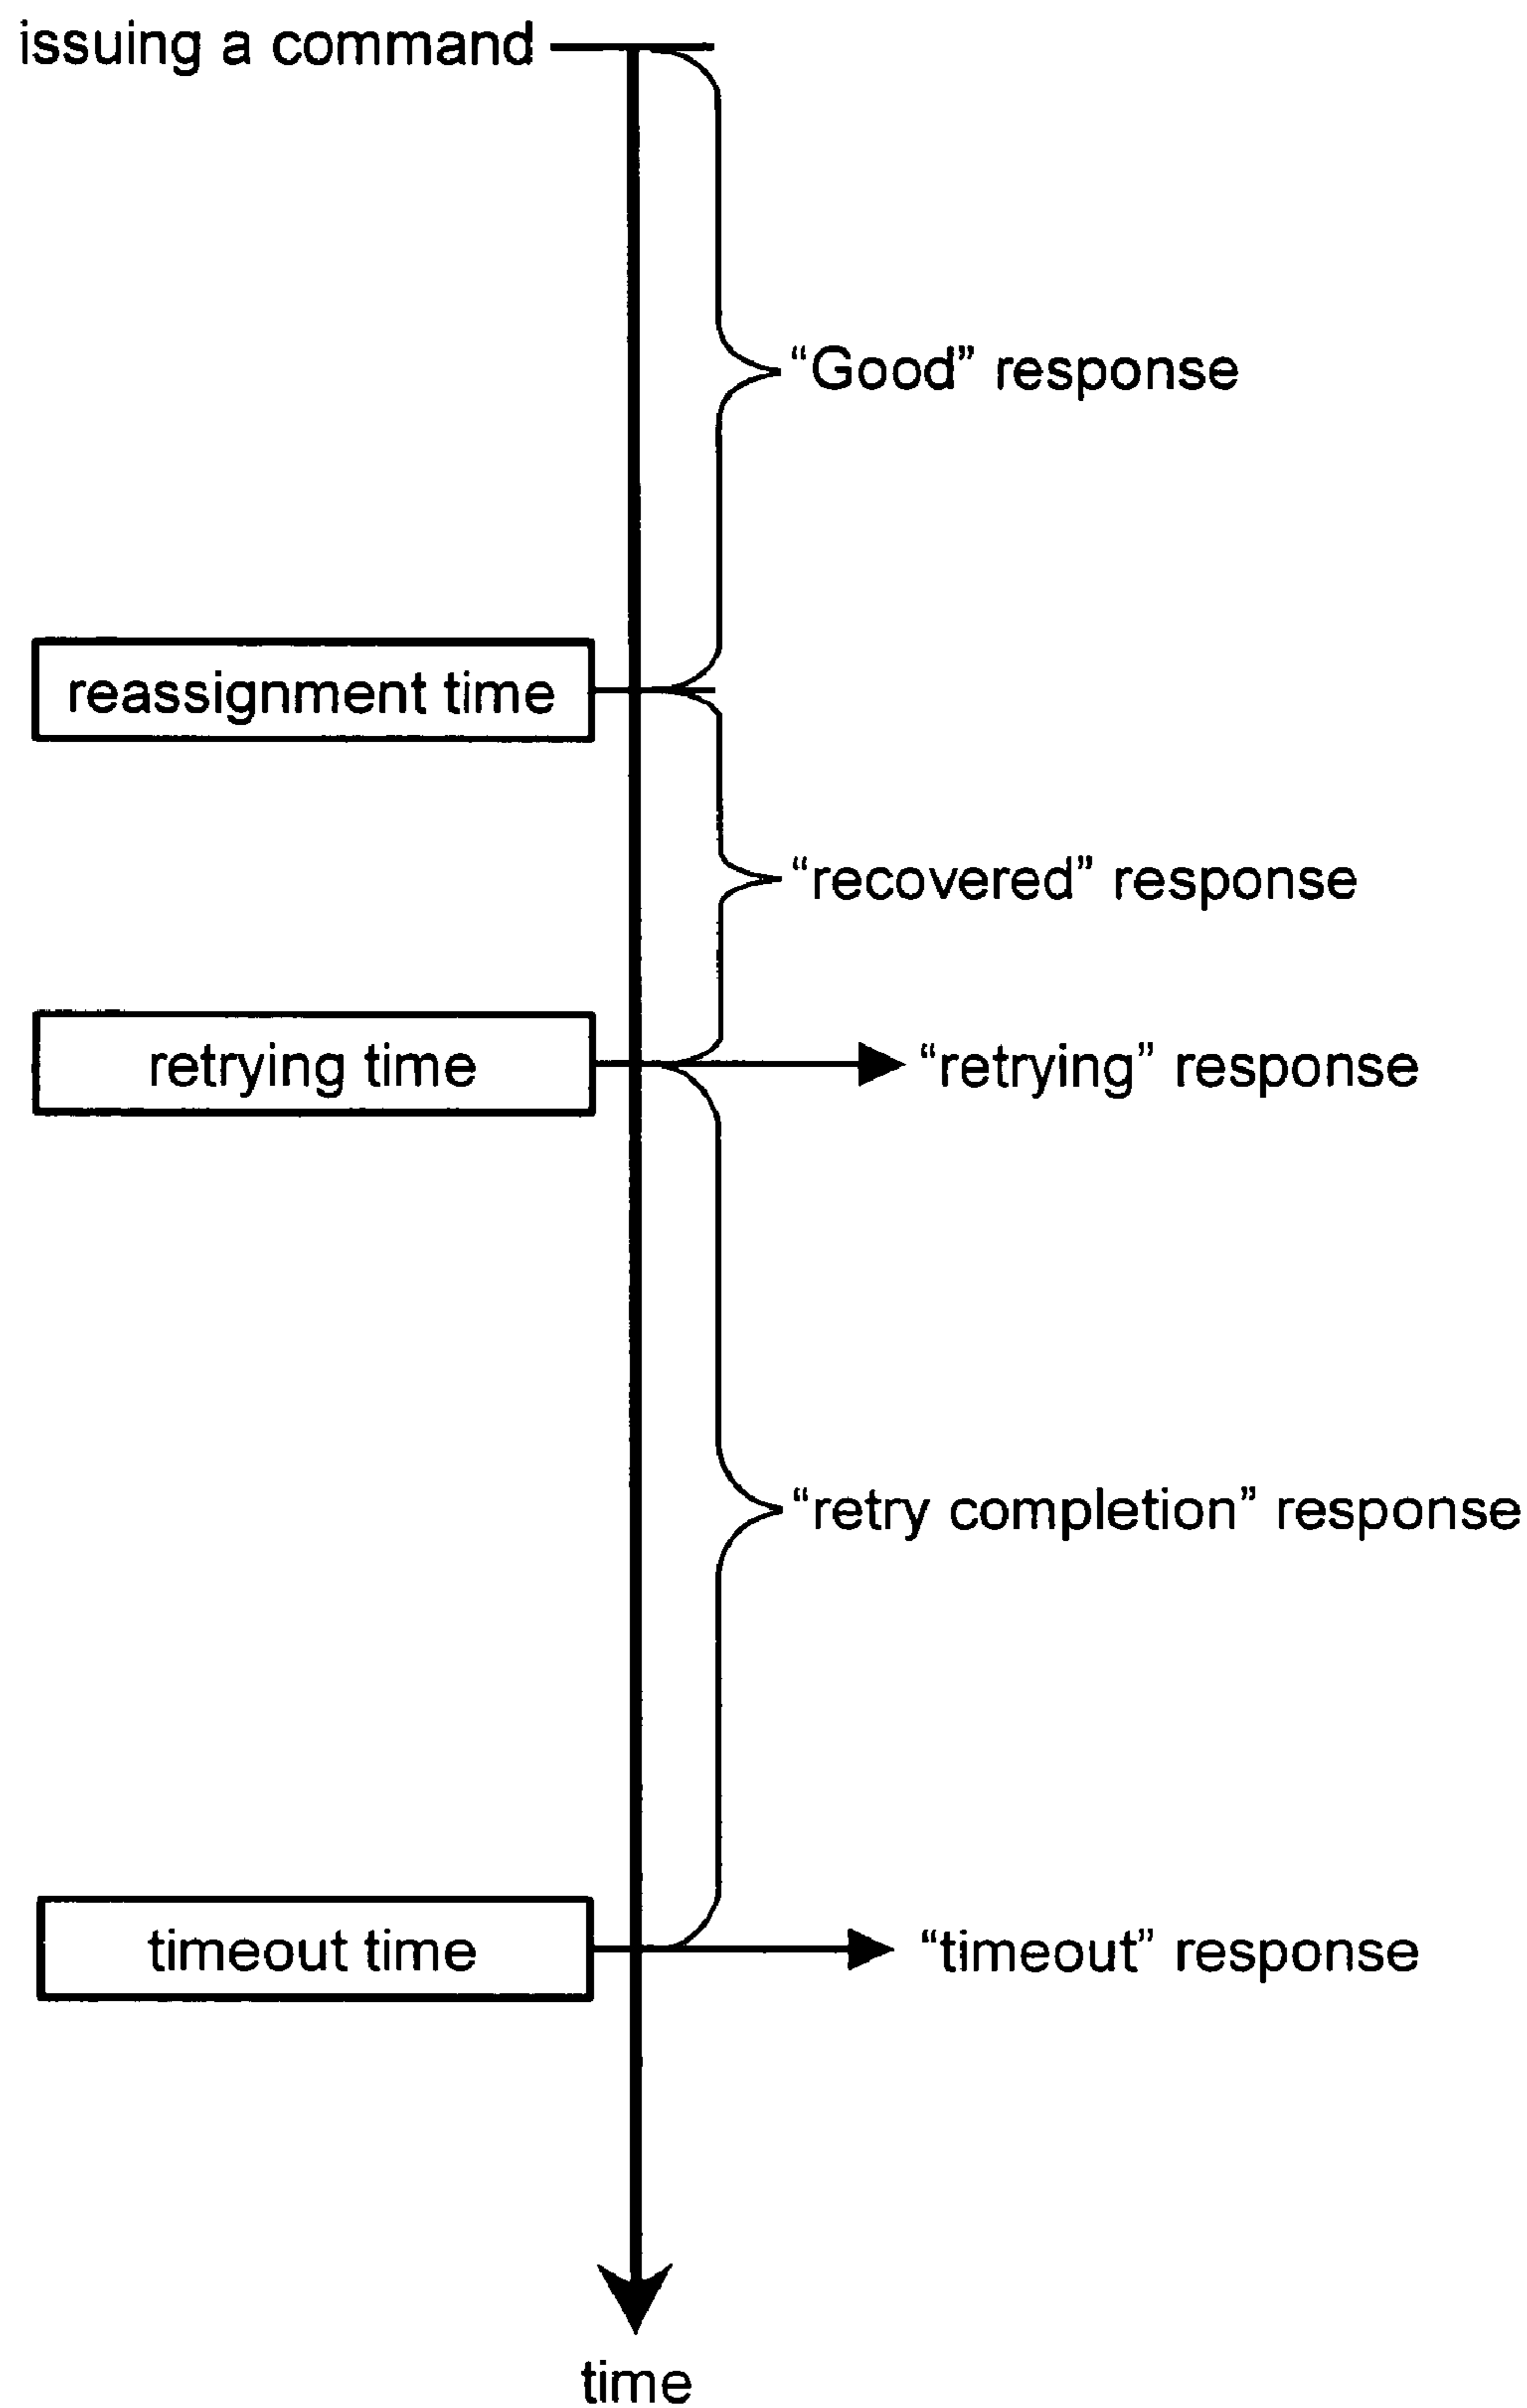 issuing a command
“Good” response
reassignment time
“recovered” response
retrying time
“retrying” response
“retry completion” response
timeout time
“timeout” response
time